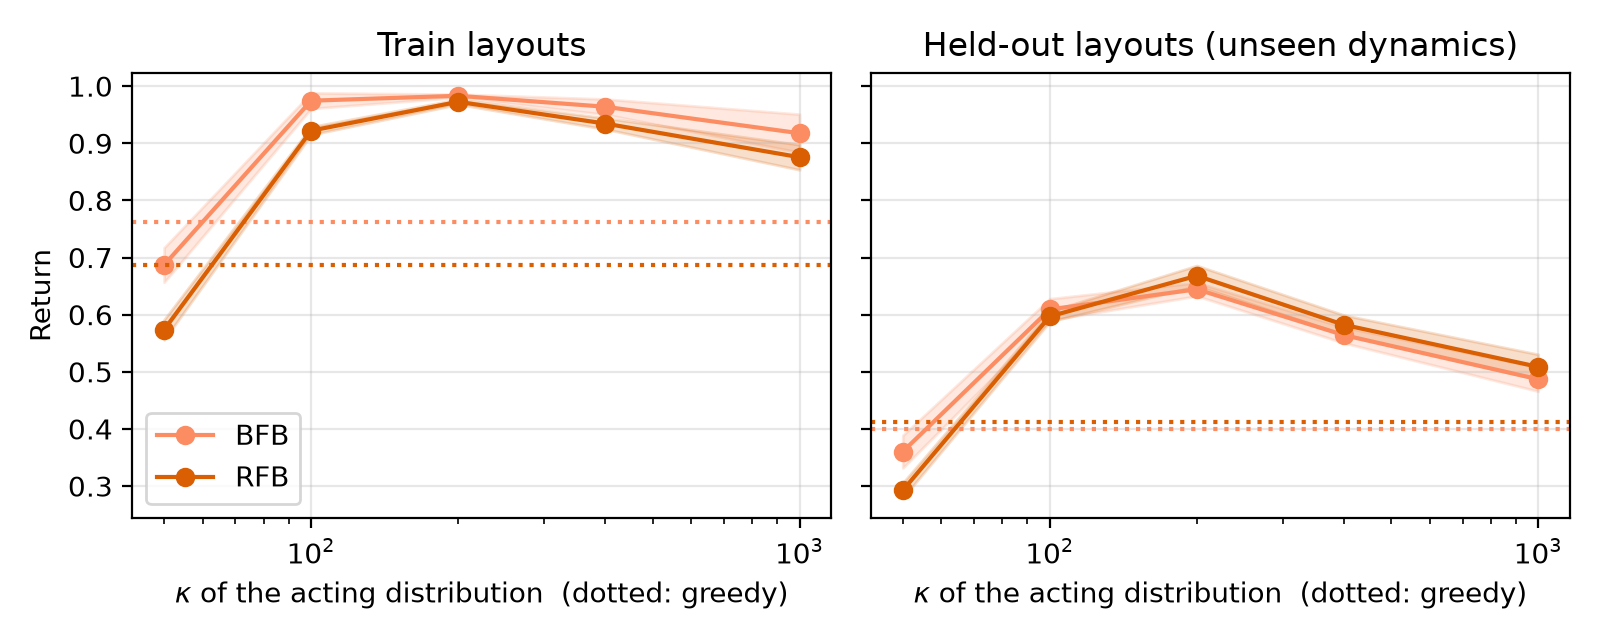 Train layouts
Held-out layouts (unseen dynamics)
Return
1.0
0.9
0.8
0.7
0.6
0.5
0.4
0.3
BFB
RFB
10²
10³
10²
10³
κ of the acting distribution (dotted: greedy)
κ of the acting distribution (dotted: greedy)